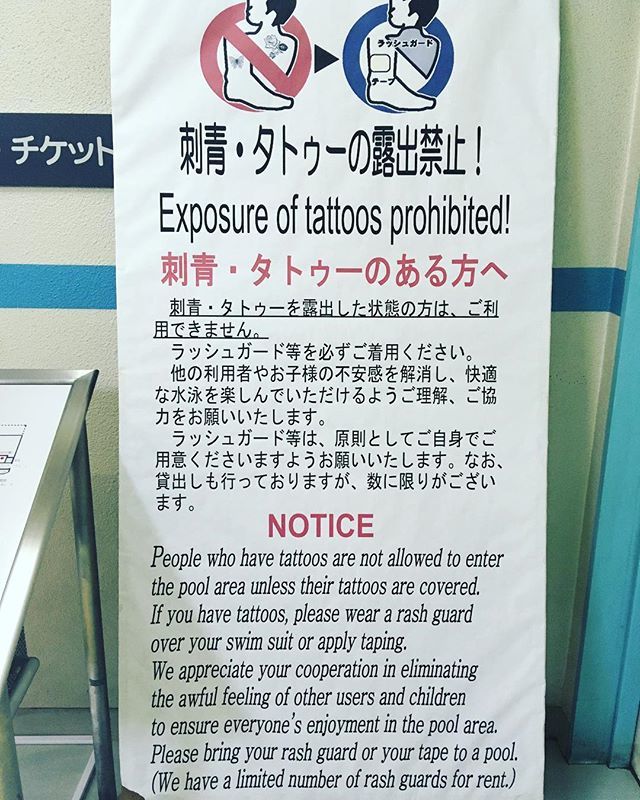 ラッシュガード
テープ
チケット
刺青・タトゥーの露出禁止！
Exposure of tattoos prohibited!
刺青・タトゥーのある方へ
刺青・タトゥーを露出した状態の方は、ご利
用できません。
ラッシュガード等を必ずご着用ください。
他の利用者やお子様の不安感を解消し、快適
な水泳を楽しんでいただけるようご理解、ご協
力をお願いいたします。
ラッシュガード等は、原則としてご自身でご
用意くださいますようお願いいたします。なお、
貸出しも行っておりますが、数に限りがござい
ます。
NOTICE
People who have tattoos are not allowed to enter
the pool area unless their tattoos are covered.
If you have tattoos, please wear a rash guard
over your swim suit or apply taping.
We appreciate your cooperation in eliminating
the awful feeling of other users and children
to ensure everyone's enjoyment in the pool area.
Please bring your rash guard or your tape to a pool.
(We have a limited number of rash guards for rent.)